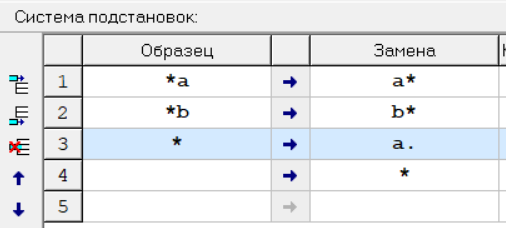 Система подстановок:
Образец Замена
1 *a → a*
2 *b → b*
3 * → a.
4 → *
5 →